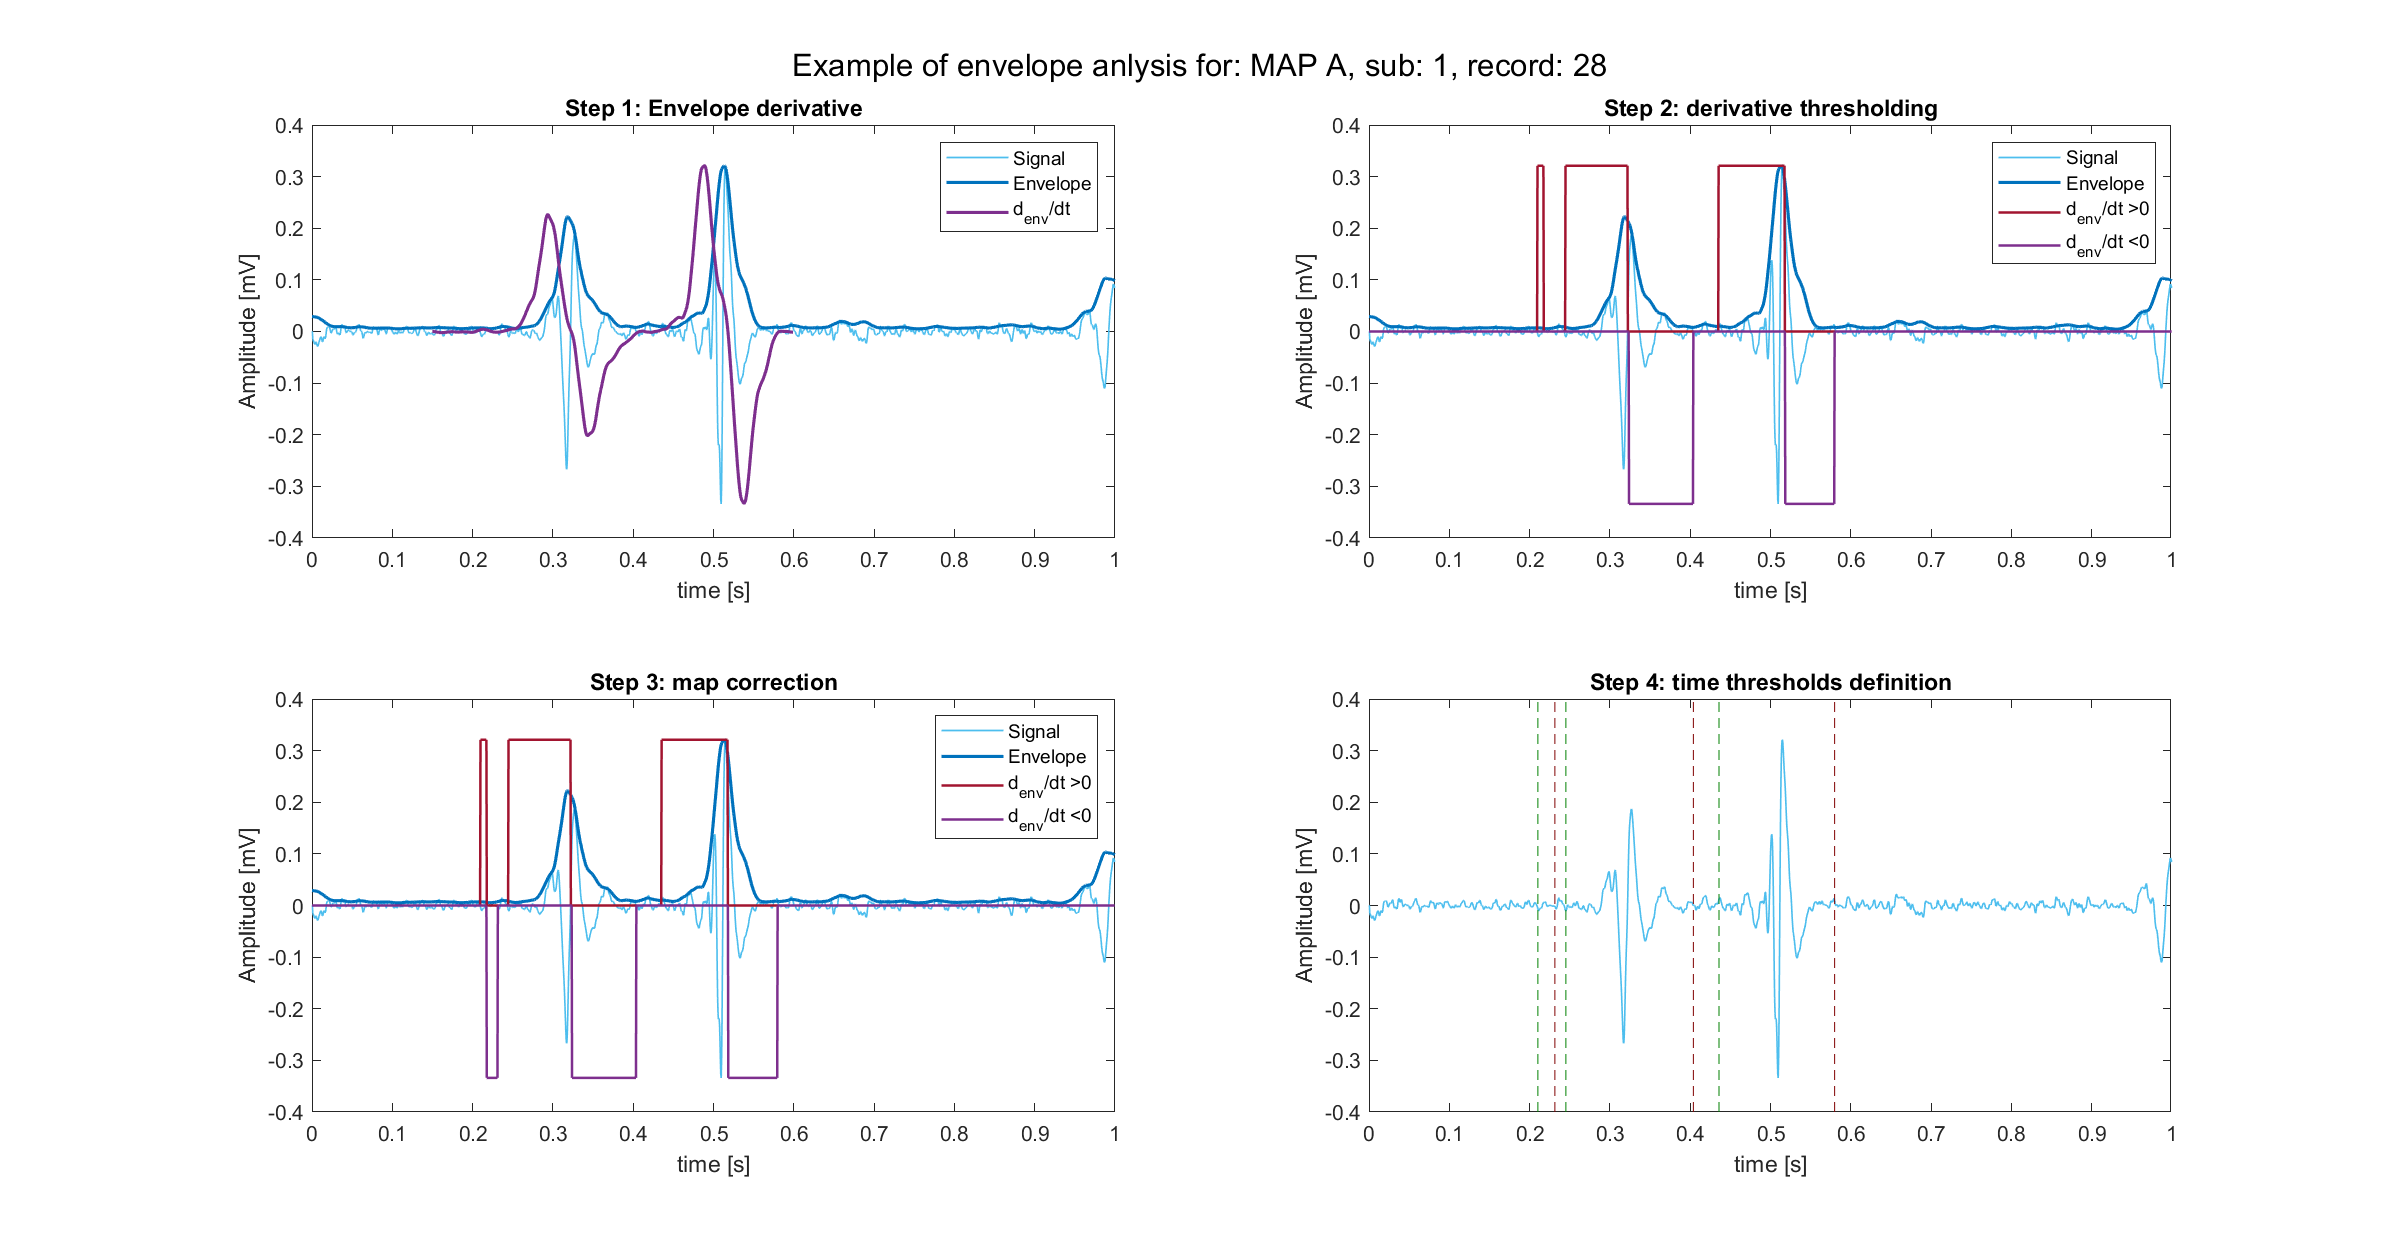 Example of envelope anlysis for: MAP A, sub: 1, record: 28
Step 1: Envelope derivative
Amplitude [mV]
0.4
0.3
0.2
0.1
0
-0.1
-0.2
-0.3
-0.4
0 0.1 0.2 0.3 0.4 0.5 0.6 0.7 0.8 0.9 1
time [s]
Signal
Envelope
d_env/dt
Step 2: derivative thresholding
Amplitude [mV]
0.4
0.3
0.2
0.1
0
-0.1
-0.2
-0.3
-0.4
0 0.1 0.2 0.3 0.4 0.5 0.6 0.7 0.8 0.9 1
time [s]
Signal
Envelope
d_env/dt >0
d_env/dt <0
Step 3: map correction
Amplitude [mV]
0.4
0.3
0.2
0.1
0
-0.1
-0.2
-0.3
-0.4
0 0.1 0.2 0.3 0.4 0.5 0.6 0.7 0.8 0.9 1
time [s]
Signal
Envelope
d_env/dt >0
d_env/dt <0
Step 4: time thresholds definition
Amplitude [mV]
0.4
0.3
0.2
0.1
0
-0.1
-0.2
-0.3
-0.4
0 0.1 0.2 0.3 0.4 0.5 0.6 0.7 0.8 0.9 1
time [s]